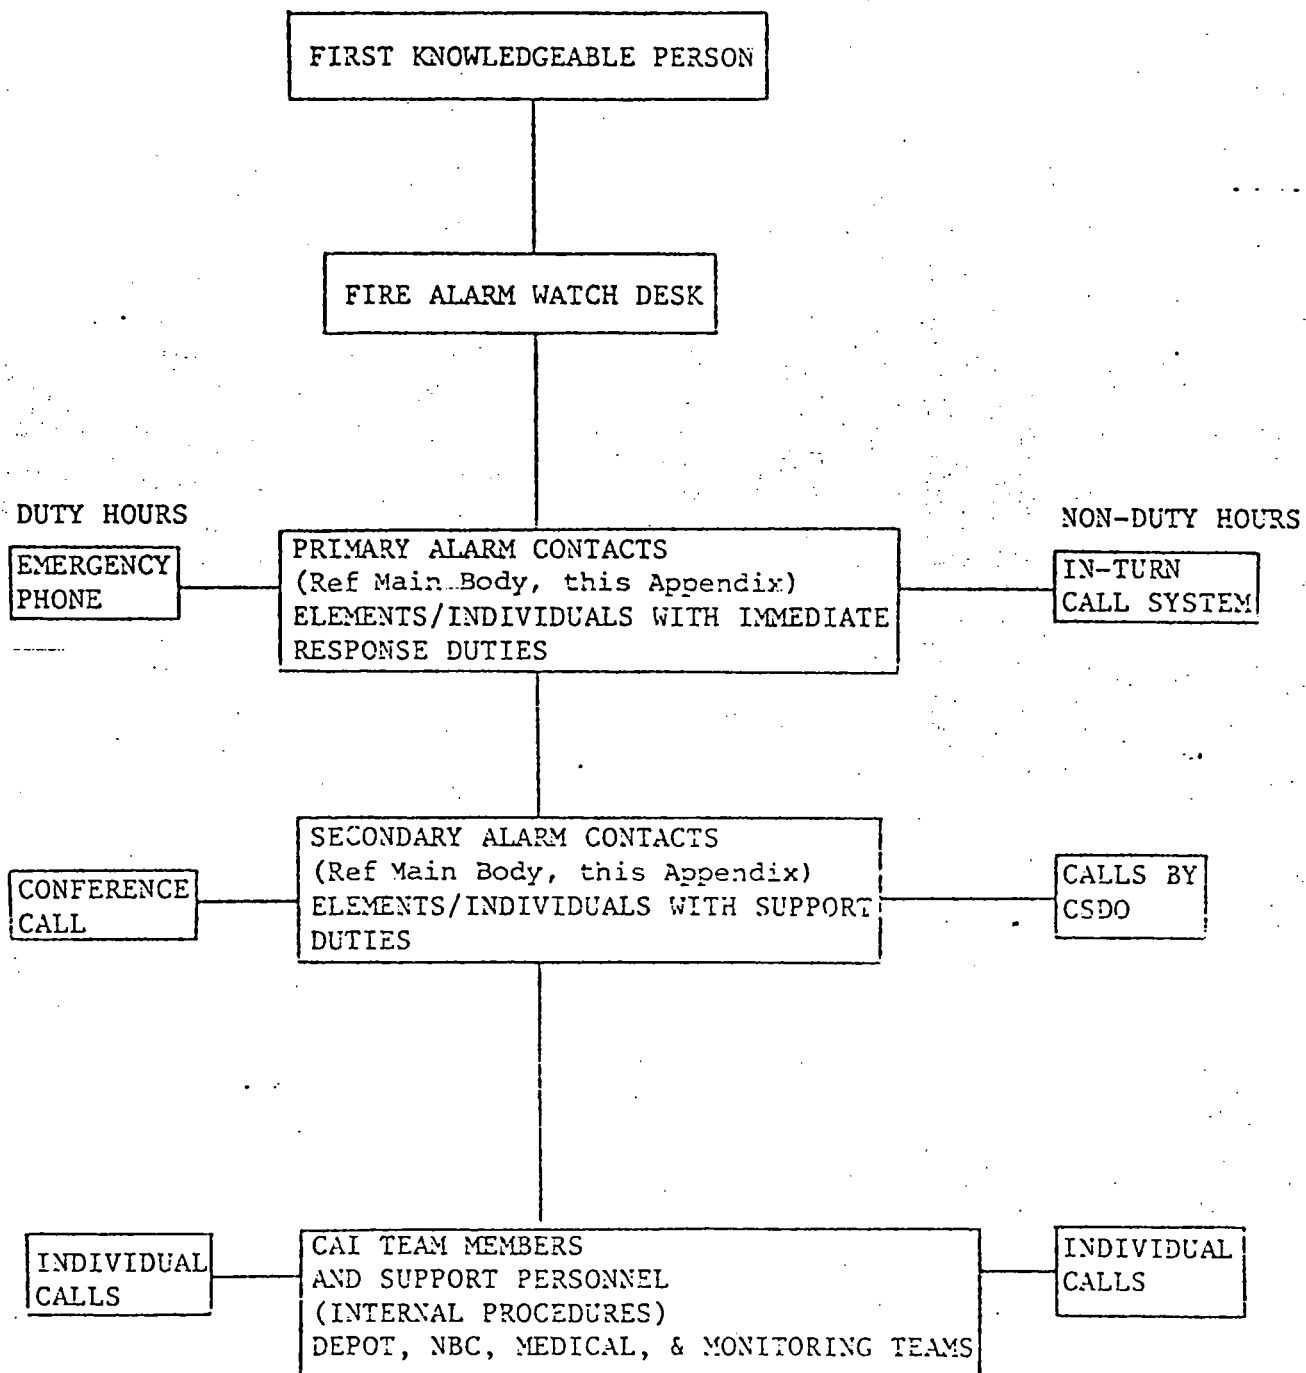 FIRST KNOWLEDGEABLE PERSON
FIRE ALARM WATCH DESK
DUTY HOURS
NON-DUTY HOURS
EMERGENCY
PHONE
PRIMARY ALARM CONTACTS
(Ref Main Body, this Appendix)
ELEMENTS/INDIVIDUALS WITH IMMEDIATE
RESPONSE DUTIES
IN-TURN
CALL SYSTEM
CONFERENCE
CALL
SECONDARY ALARM CONTACTS
(Ref Main Body, this Appendix)
ELEMENTS/INDIVIDUALS WITH SUPPORT
DUTIES
CALLS BY
CSDO
INDIVIDUAL
CALLS
CAI TEAM MEMBERS
AND SUPPORT PERSONNEL
(INTERNAL PROCEDURES)
DEPOT, NBC, MEDICAL, & MONITORING TEAMS
INDIVIDUAL
CALLS